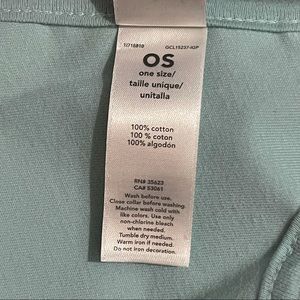 GCL15237-IGP
OS
one size/
taille unique/
unitalla
100% cotton
100 % coton
100% algodón
RN# 35623
CA# 53061
Wash before use.
Close collar before washing.
Machine wash cold with
like colors. Use only
non-chlorine bleach
when needed.
Tumble dry medium.
Warm iron if needed.
Do not iron decoration.